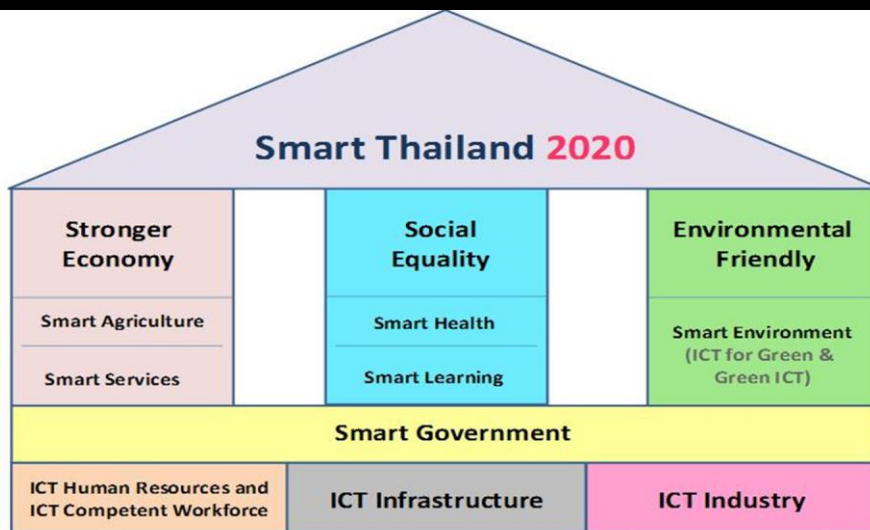 Smart Thailand 2020
Stronger
Economy
Smart Agriculture
Smart Services
Social
Equality
Smart Health
Smart Learning
Environmental
Friendly
Smart Environment
(ICT for Green &
Green ICT)
Smart Government
ICT Human Resources and
ICT Competent Workforce
ICT Infrastructure
ICT Industry